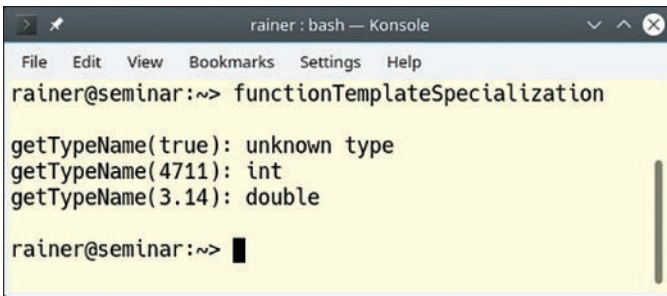 rainer : bash — Konsole
File Edit View Bookmarks Settings Help
rainer@seminar:~> functionTemplateSpecialization
getTypeName(true): unknown type
getTypeName(4711): int
getTypeName(3.14): double
rainer@seminar:~>